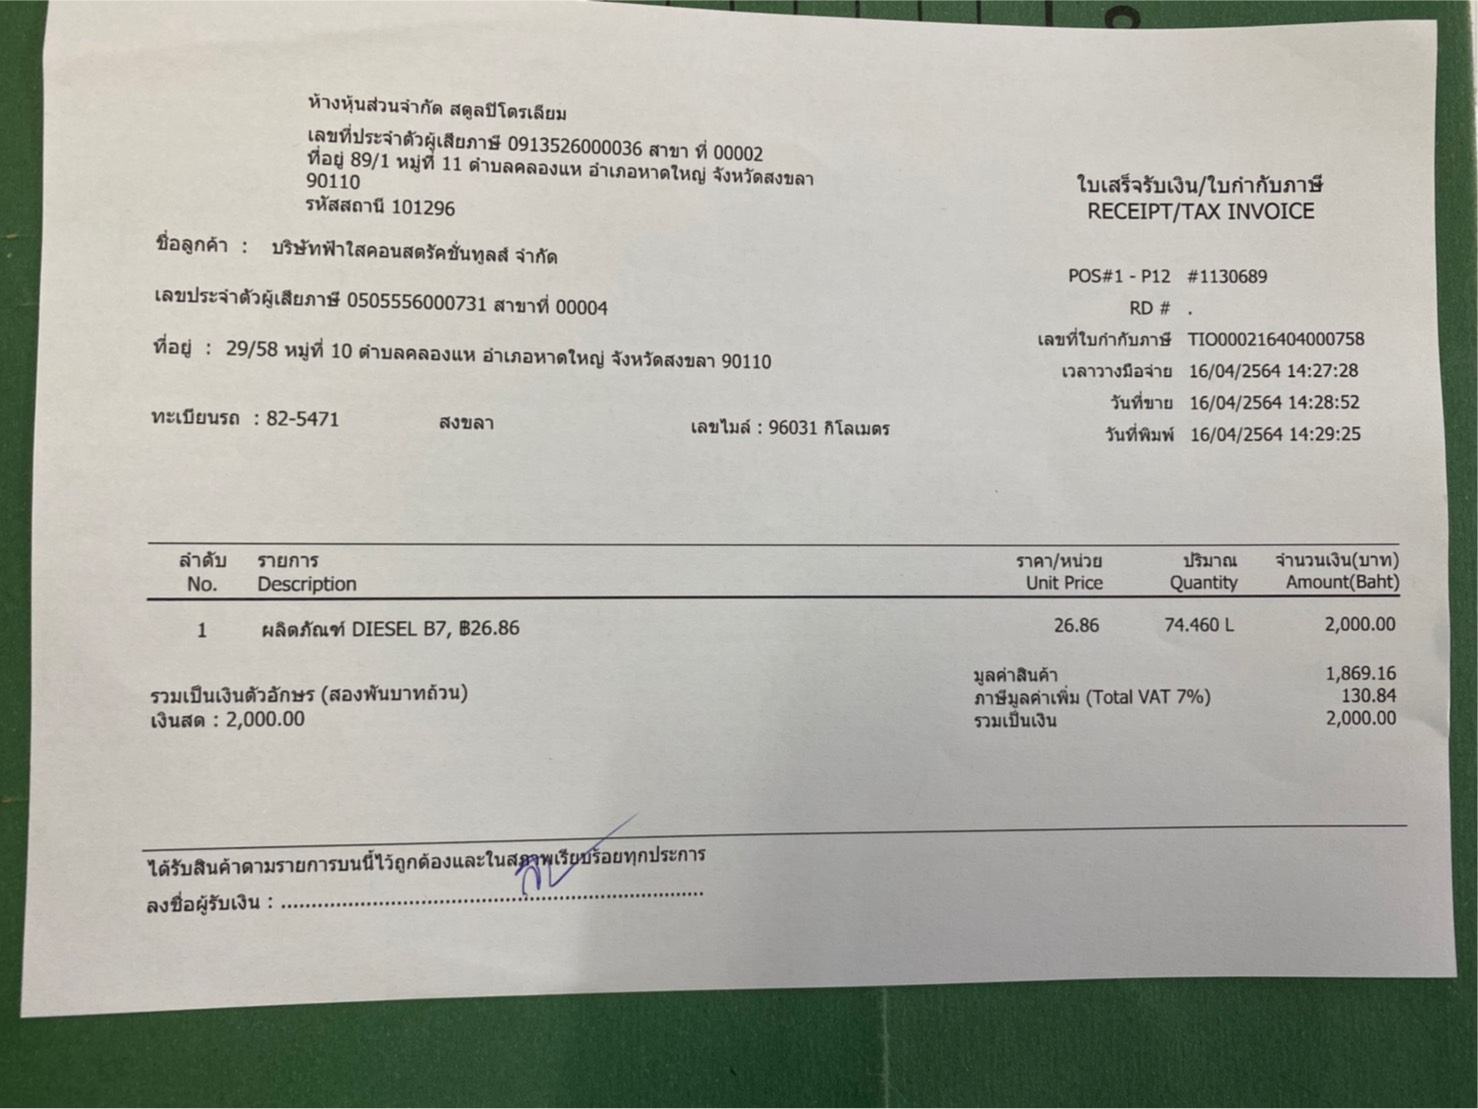 ห้างหุ้นส่วนจำกัด สตูลปิโตรเลียม
เลขที่ประจำตัวผู้เสียภาษี 0913526000036 สาขา ที่ 00002
ที่อยู่ 89/1 หมู่ที่ 11 ตำบลคลองแห อำเภอหาดใหญ่ จังหวัดสงขลา
90110
รหัสสถานี 101296
ใบเสร็จรับเงิน/ใบกำกับภาษี
RECEIPT/TAX INVOICE
ชื่อลูกค้า : บริษัทฟ้าใสคอนสตรัคชั่นทูลส์ จำกัด
เลขประจำตัวผู้เสียภาษี 0505556000731 สาขาที่ 00004
ที่อยู่ : 29/58 หมู่ที่ 10 ตำบลคลองแห อำเภอหาดใหญ่ จังหวัดสงขลา 90110
ทะเบียนรถ : 82-5471 สงขลา เลขไมล์ : 96031 กิโลเมตร
POS#1 - P12 #1130689
RD # .
เลขที่ใบกำกับภาษี TIO000216404000758
เวลาวางมือจ่าย 16/04/2564 14:27:28
วันที่ขาย 16/04/2564 14:28:52
วันที่พิมพ์ 16/04/2564 14:29:25
ลำดับ รายการ ราคา/หน่วย ปริมาณ จำนวนเงิน(บาท)
No. Description Unit Price Quantity Amount(Baht)
1 ผลิตภัณฑ์ DIESEL B7, ฿26.86 26.86 74.460 L 2,000.00
มูลค่าสินค้า 1,869.16
รวมเป็นเงินตัวอักษร (สองพันบาทถ้วน) ภาษีมูลค่าเพิ่ม (Total VAT 7%) 130.84
เงินสด : 2,000.00 รวมเป็นเงิน 2,000.00
ได้รับสินค้าตามรายการบนนี้ไว้ถูกต้องและในสภาพเรียบร้อยทุกประการ
ลงชื่อผู้รับเงิน : ......................................................................